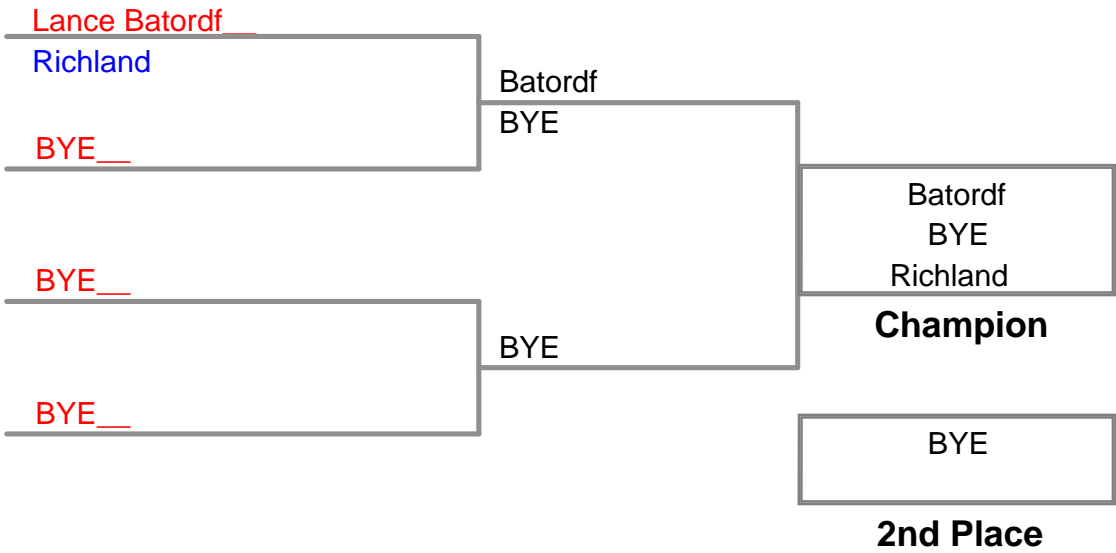 Lance Batordf__
Richland
BYE__
Batordf
BYE
BYE__
BYE__
BYE
Batordf
BYE
Richland
Champion
BYE
2nd Place